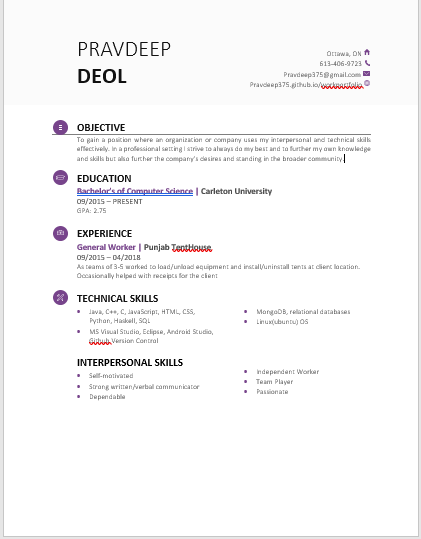 PRAVDEEP
DEOL
Ottawa, ON
613-406-9723
Pravdeep375@gmail.com
Pravdeep375.github.io/workportfolio
OBJECTIVE
To gain a position where an organization or company uses my interpersonal and technical skills
effectively. In a professional setting I strive to always do my best and to further my own knowledge
and skills but also further the company's desires and standing in the broader community.
EDUCATION
Bachelor's of Computer Science | Carleton University
09/2015 – PRESENT
GPA: 2.75
EXPERIENCE
General Worker | Punjab TentHouse
09/2015 – 04/2018
As teams of 3-5 worked to load/unload equipment and install/uninstall tents at client location.
Occasionally helped with receipts for the client
TECHNICAL SKILLS
Java, C++, C, JavaScript, HTML, CSS,
Python, Haskell, SQL
MS Visual Studio, Eclipse, Android Studio,
Github Version Control
MongoDB, relational databases
Linux(ubuntu) OS
INTERPERSONAL SKILLS
Self-motivated
Strong written/verbal communicator
Dependable
Independent Worker
Team Player
Passionate